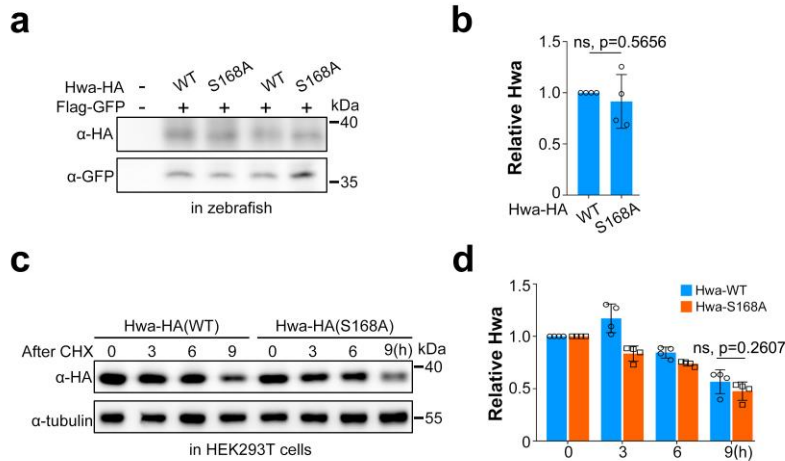 a
Hwa-HA - WT S168A WT S168A
Flag-GFP - + + + + kDa
α-HA
40
α-GFP
35
in zebrafish
b
ns, p=0.5656
Relative Hwa
1.5
1.0
0.5
0.0
Hwa-HA WT S168A
c
Hwa-HA(WT) Hwa-HA(S168A)
After CHX 0 3 6 9 0 3 6 9(h) kDa
α-HA
40
α-tubulin
55
in HEK293T cells
d
Hwa-WT
Hwa-S168A
ns, p=0.2607
Relative Hwa
1.5
1.0
0.5
0.0
0 3 6 9(h)